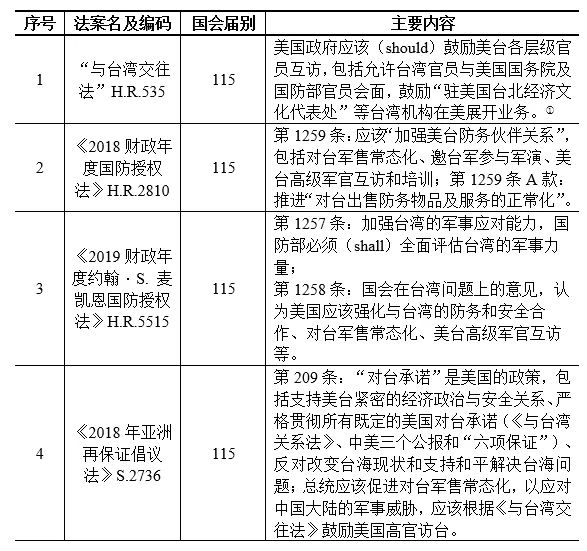 序号 法案名及编码 国会届别 主要内容
1 “与台湾交往法”H.R.535 115 美国政府应该（should）鼓励美台各层级官
员互访，包括允许台湾官员与美国国务院及
国防部官员会面，鼓励“驻美国台北经济文
化代表处”等台湾机构在美展开业务。①
2 《2018 财政年度国防授权法》H.R.2810 115 第 1259 条：应该“加强美台防务伙伴关系”，
包括对台军售常态化、邀台军参与军演、美
台高级军官互访和培训；第 1259 条 A 款：
推进“对台出售防务物品及服务的正常化”。
3 《2019 财政年度约翰·S. 麦凯恩国防授权法》H.R.5515 115 第 1257 条：加强台湾的军事应对能力，国
防部必须（shall）全面评估台湾的军事力
量；
第 1258 条：国会在台湾问题上的意见，认
为美国应该强化与台湾的防务和安全合
作、对台军售常态化、美台高级军官互访
等。
4 《2018 年亚洲再保证倡议法》S.2736 115 第 209 条：“对台承诺”是美国的政策，包
括支持美台紧密的经济政治与安全关系、严
格贯彻所有既定的美国对台承诺（《与台湾
关系法》、中美三个公报和“六项保证”）、
反对改变台海现状和支持和平解决台海问
题；总统应该促进对台军售常态化，以应对
中国大陆的军事威胁，应该根据《与台湾交
往法》鼓励美国高官访台。